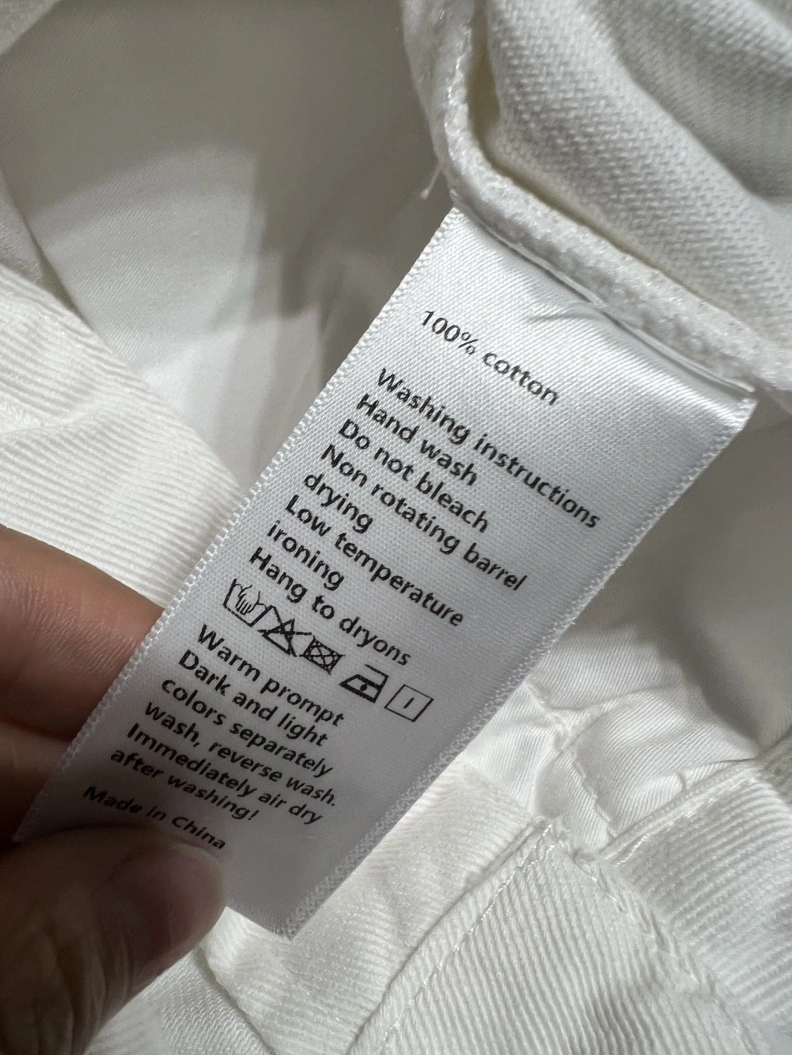 100% cotton
Washing instructions
Hand wash
Do not bleach
Non rotating barrel
drying
Low temperature
ironing
Hang to dryons
Warm prompt
Dark and light
colors separately
wash, reverse wash.
Immediately air dry
after washing!
Made in China